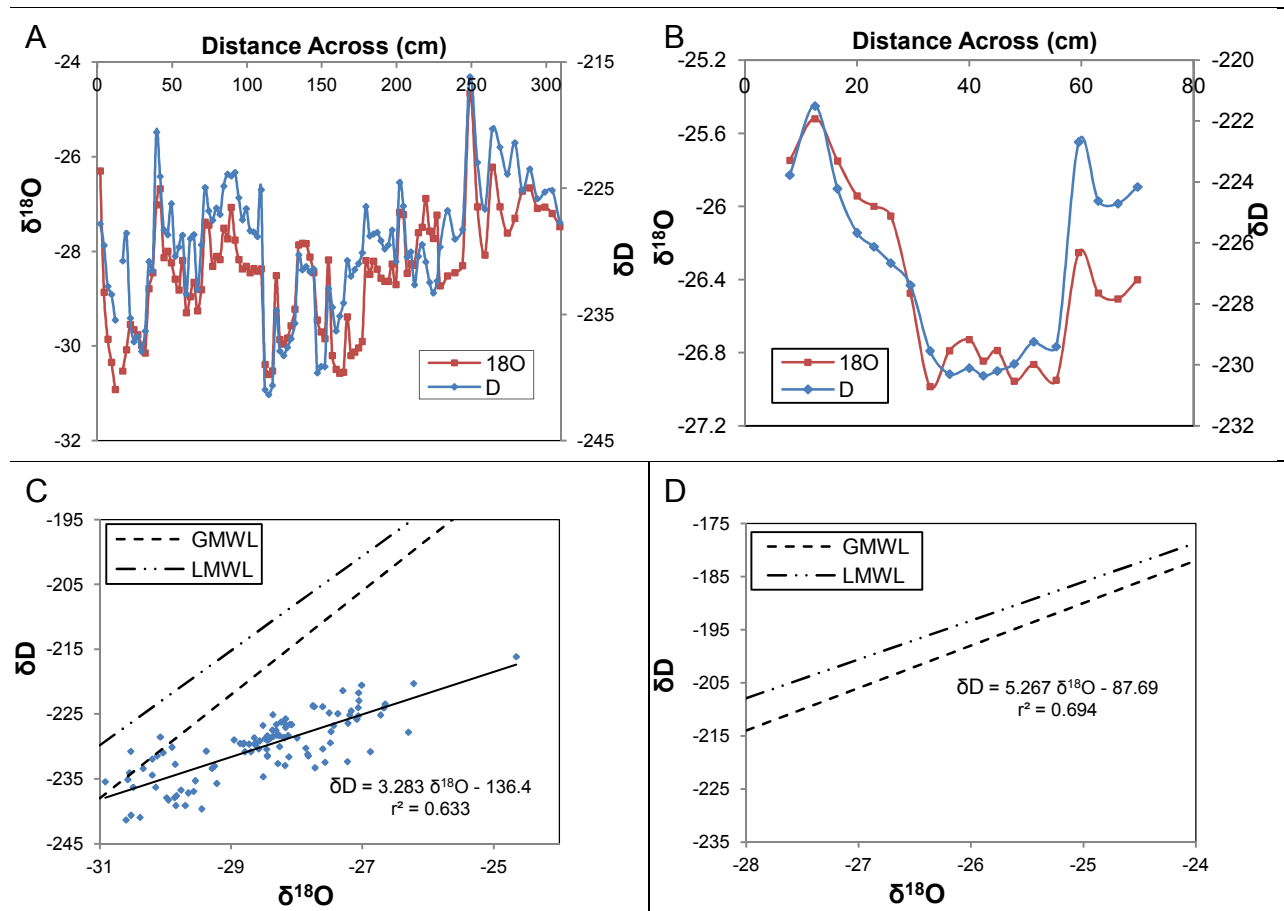 A
Distance Across (cm)
-24
-26
-28
-30
-32
0
50
100
150
200
250
300
-215
-225
-235
-245
δ18O
δD
18O
D
B
Distance Across (cm)
-25.2
-25.6
-26
-26.4
-26.8
-27.2
0
20
40
60
80
-220
-222
-224
-226
-228
-230
-232
δ18O
δD
18O
D
C
-195
-205
-215
-225
-235
-245
δD
GMWL
LMWL
δD = 3.283 δ18O - 136.4
r² = 0.633
-31
-29
-27
-25
δ18O
D
-175
-185
-195
-205
-215
-225
-235
δD
GMWL
LMWL
δD = 5.267 δ18O - 87.69
r² = 0.694
-28
-27
-26
-25
-24
δ18O